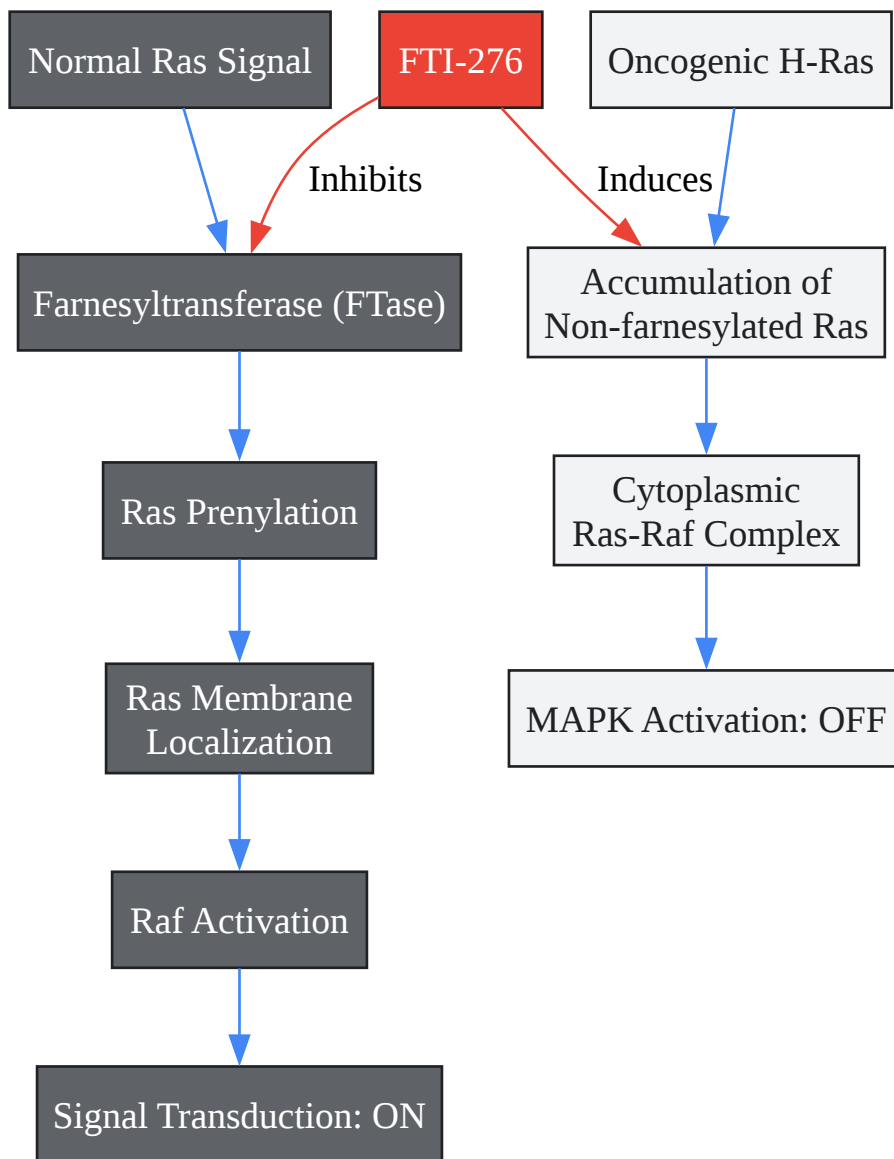 Normal Ras Signal
FTI-276
Oncogenic H-Ras
Inhibits
Induces
Farnesyltransferase (FTase)
Accumulation of
Non-farnesylated Ras
Ras Prenylation
Cytoplasmic
Ras-Raf Complex
Ras Membrane
Localization
MAPK Activation: OFF
Raf Activation
Signal Transduction: ON